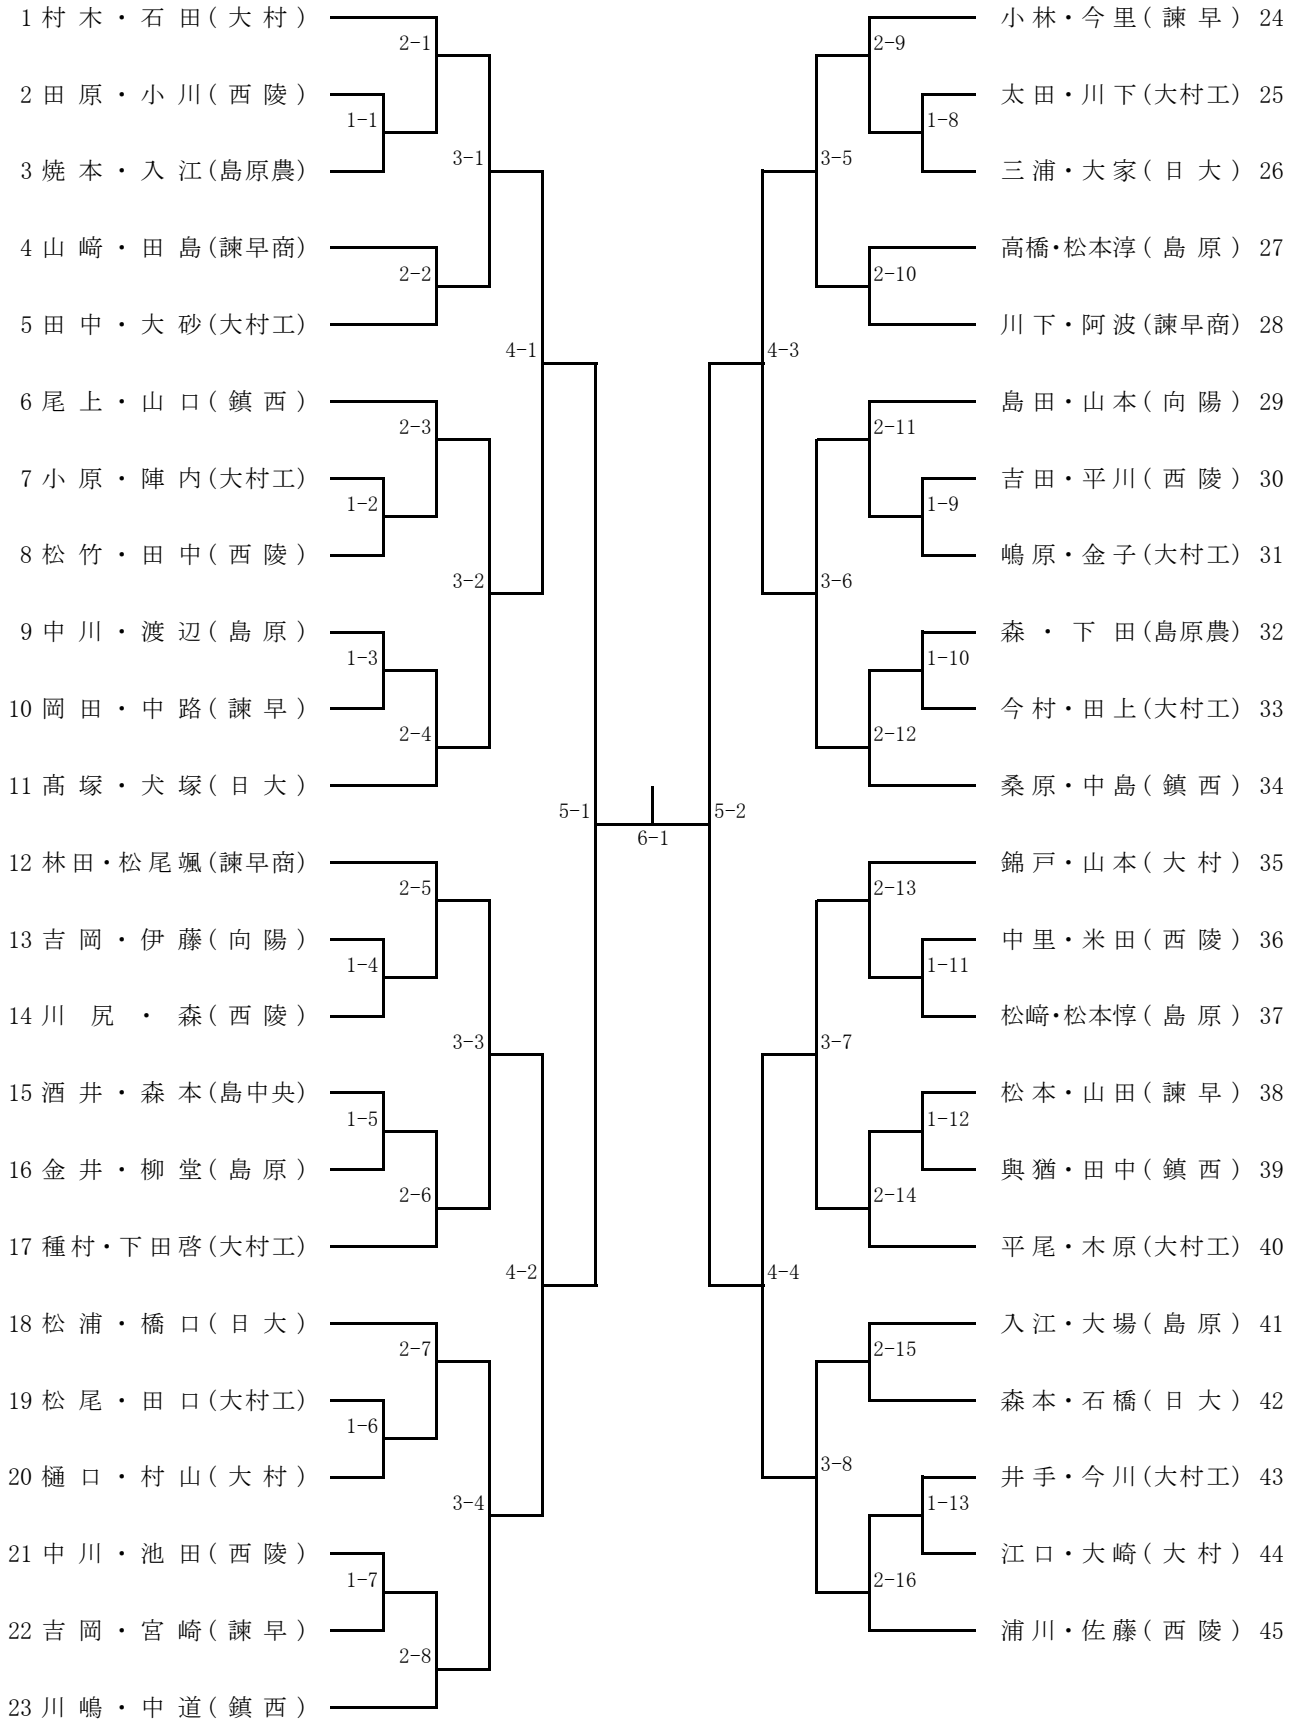 1 村木・石田(大村)
2-1
2 田原・小川(西陵)
1-1
3 焼本・入江(島原農)
3-1
4 山﨑・田島(諫早商)
2-2
5 田中・大砂(大村工)
4-1
6 尾上・山口(鎮西)
2-3
7 小原・陣内(大村工)
1-2
8 松竹・田中(西陵)
3-2
9 中川・渡辺(島原)
1-3
10 岡田・中路(諫早)
2-4
11 髙塚・犬塚(日大)
5-1
12 林田・松尾颯(諫早商)
2-5
13 吉岡・伊藤(向陽)
1-4
14 川尻・森(西陵)
3-3
15 酒井・森本(島中央)
1-5
16 金井・柳堂(島原)
2-6
17 種村・下田啓(大村工)
4-2
18 松浦・橋口(日大)
2-7
19 松尾・田口(大村工)
1-6
20 樋口・村山(大村)
3-4
21 中川・池田(西陵)
1-7
22 吉岡・宮崎(諫早)
2-8
23 川嶋・中道(鎮西)
6-1
小林・今里(諫早) 24
2-9
太田・川下(大村工) 25
1-8
三浦・大家(日大) 26
3-5
高橋・松本淳(島原) 27
2-10
川下・阿波(諫早商) 28
4-3
島田・山本(向陽) 29
2-11
吉田・平川(西陵) 30
1-9
嶋原・金子(大村工) 31
3-6
森・下田(島原農) 32
1-10
今村・田上(大村工) 33
2-12
桑原・中島(鎮西) 34
5-2
錦戸・山本(大村) 35
2-13
中里・米田(西陵) 36
1-11
松﨑・松本惇(島原) 37
3-7
松本・山田(諫早) 38
1-12
與猶・田中(鎮西) 39
2-14
平尾・木原(大村工) 40
4-4
入江・大場(島原) 41
2-15
森本・石橋(日大) 42
3-8
井手・今川(大村工) 43
1-13
江口・大崎(大村) 44
2-16
浦川・佐藤(西陵) 45